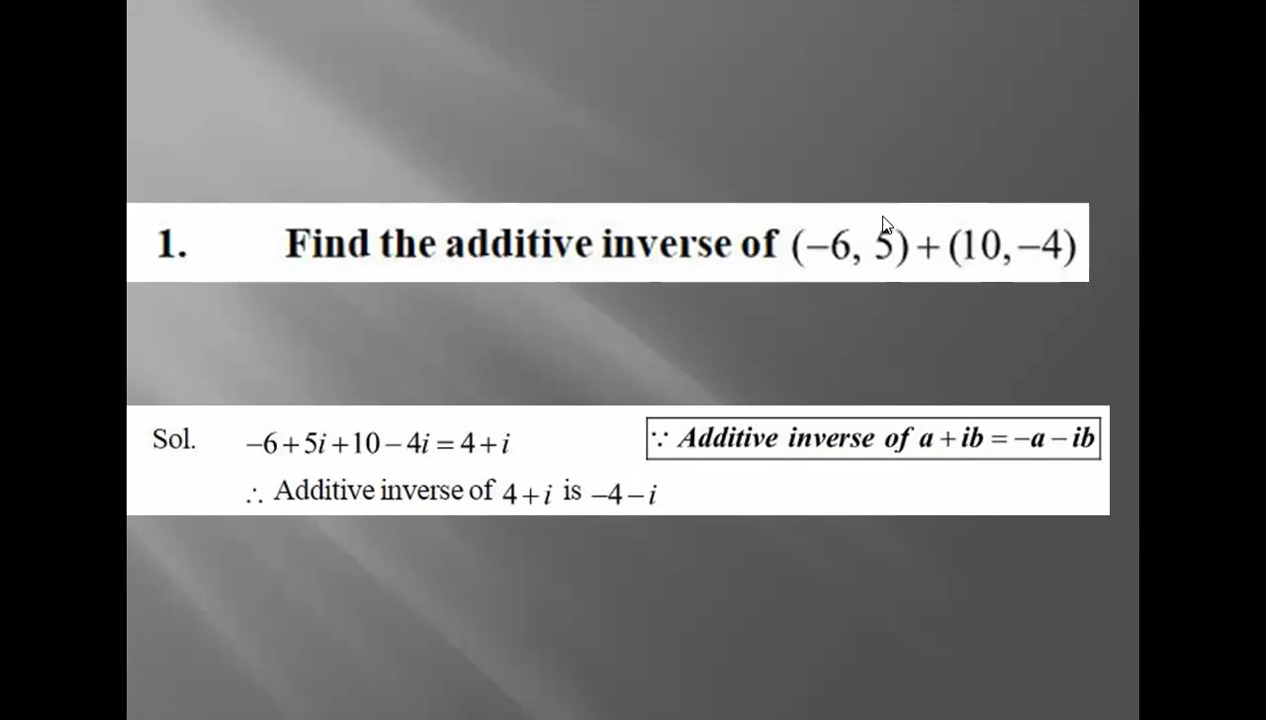 1. Find the additive inverse of (−6, 5)+(10,−4)
Sol. −6+5i+10−4i=4+i ∵ Additive inverse of a+ib=−a−ib
∴ Additive inverse of 4+i is −4−i